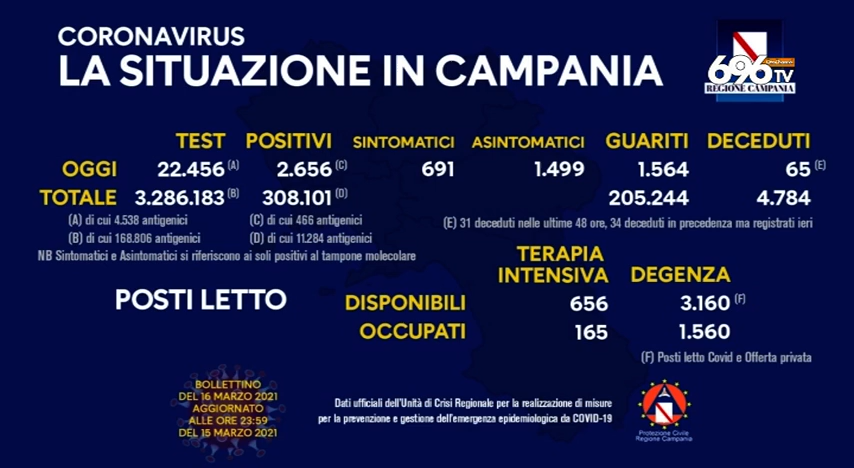 CORONAVIRUS
LA SITUAZIONE IN CAMPANIA
696 TV
REGIONE CAMPANIA
TEST POSITIVI SINTOMATICI ASINTOMATICI GUARITI DECEDUTI
OGGI 22.456 (A) 2.656 (C) 691 1.499 1.564 65 (E)
TOTALE 3.286.183 (B) 308.101 (D) 205.244 4.784
(A) di cui 4.538 antigenici (C) di cui 466 antigenici (E) 31 deceduti nelle ultime 48 ore, 34 deceduti in precedenza ma registrati ieri
(B) di cui 168.806 antigenici (D) di cui 11.284 antigenici
NB Sintomatici e Asintomatici si riferiscono ai soli positivi al tampone molecolare
TERAPIA
INTENSIVA DEGENZA
POSTI LETTO DISPONIBILI 656 3.160 (F)
OCCUPATI 165 1.560
(F) Posti letto Covid e Offerta privata
BOLLETTINO
DEL 16 MARZO 2021
AGGIORNATO
ALLE ORE 23:59
DEL 15 MARZO 2021
Dati ufficiali dell'Unità di Crisi Regionale per la realizzazione di misure
per la prevenzione e gestione dell'emergenza epidemiologica da COVID-19
Protezione Civile
Regione Campania